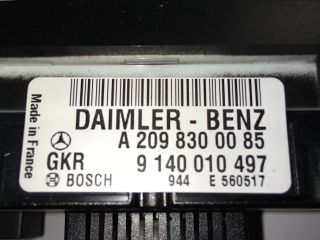 Made in France
DAIMLER - BENZ
A 209 830 00 85
GKR 9 140 010 497
BOSCH 944 E 560517